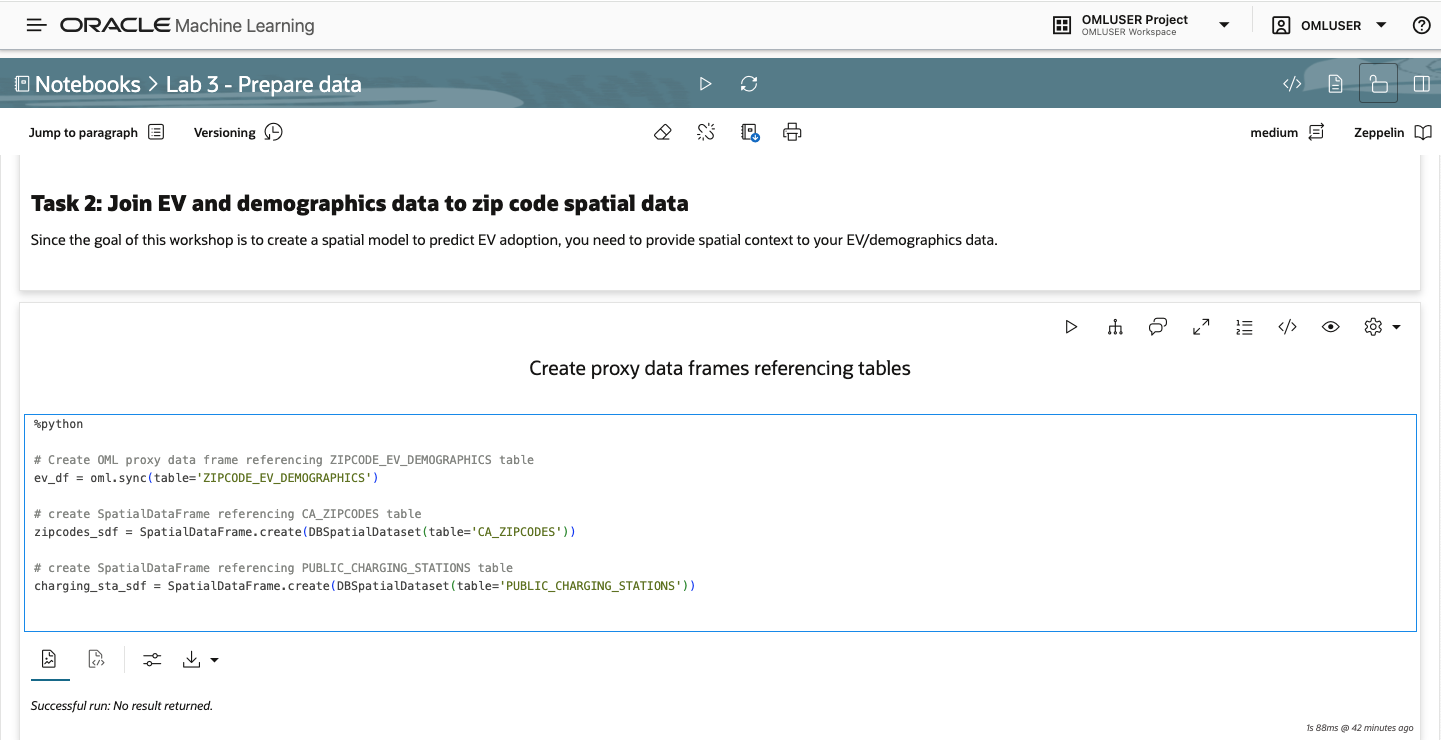 ORACLE Machine Learning
OMLUSER Project
OMLUSER Workspace
OMLUSER
Notebooks > Lab 3 - Prepare data
Jump to paragraph
Versioning
medium
Zeppelin
Task 2: Join EV and demographics data to zip code spatial data
Since the goal of this workshop is to create a spatial model to predict EV adoption, you need to provide spatial context to your EV/demographics data.
Create proxy data frames referencing tables
%python
# Create OML proxy data frame referencing ZIPCODE_EV_DEMOGRAPHICS table
ev_df = oml.sync(table='ZIPCODE_EV_DEMOGRAPHICS')
# create SpatialDataFrame referencing CA_ZIPCODES table
zipcodes_sdf = SpatialDataFrame.create(DBSpatialDataset(table='CA_ZIPCODES'))
# create SpatialDataFrame referencing PUBLIC_CHARGING_STATIONS table
charging_sta_sdf = SpatialDataFrame.create(DBSpatialDataset(table='PUBLIC_CHARGING_STATIONS'))
Successful run: No result returned.
1s 88ms @ 42 minutes ago